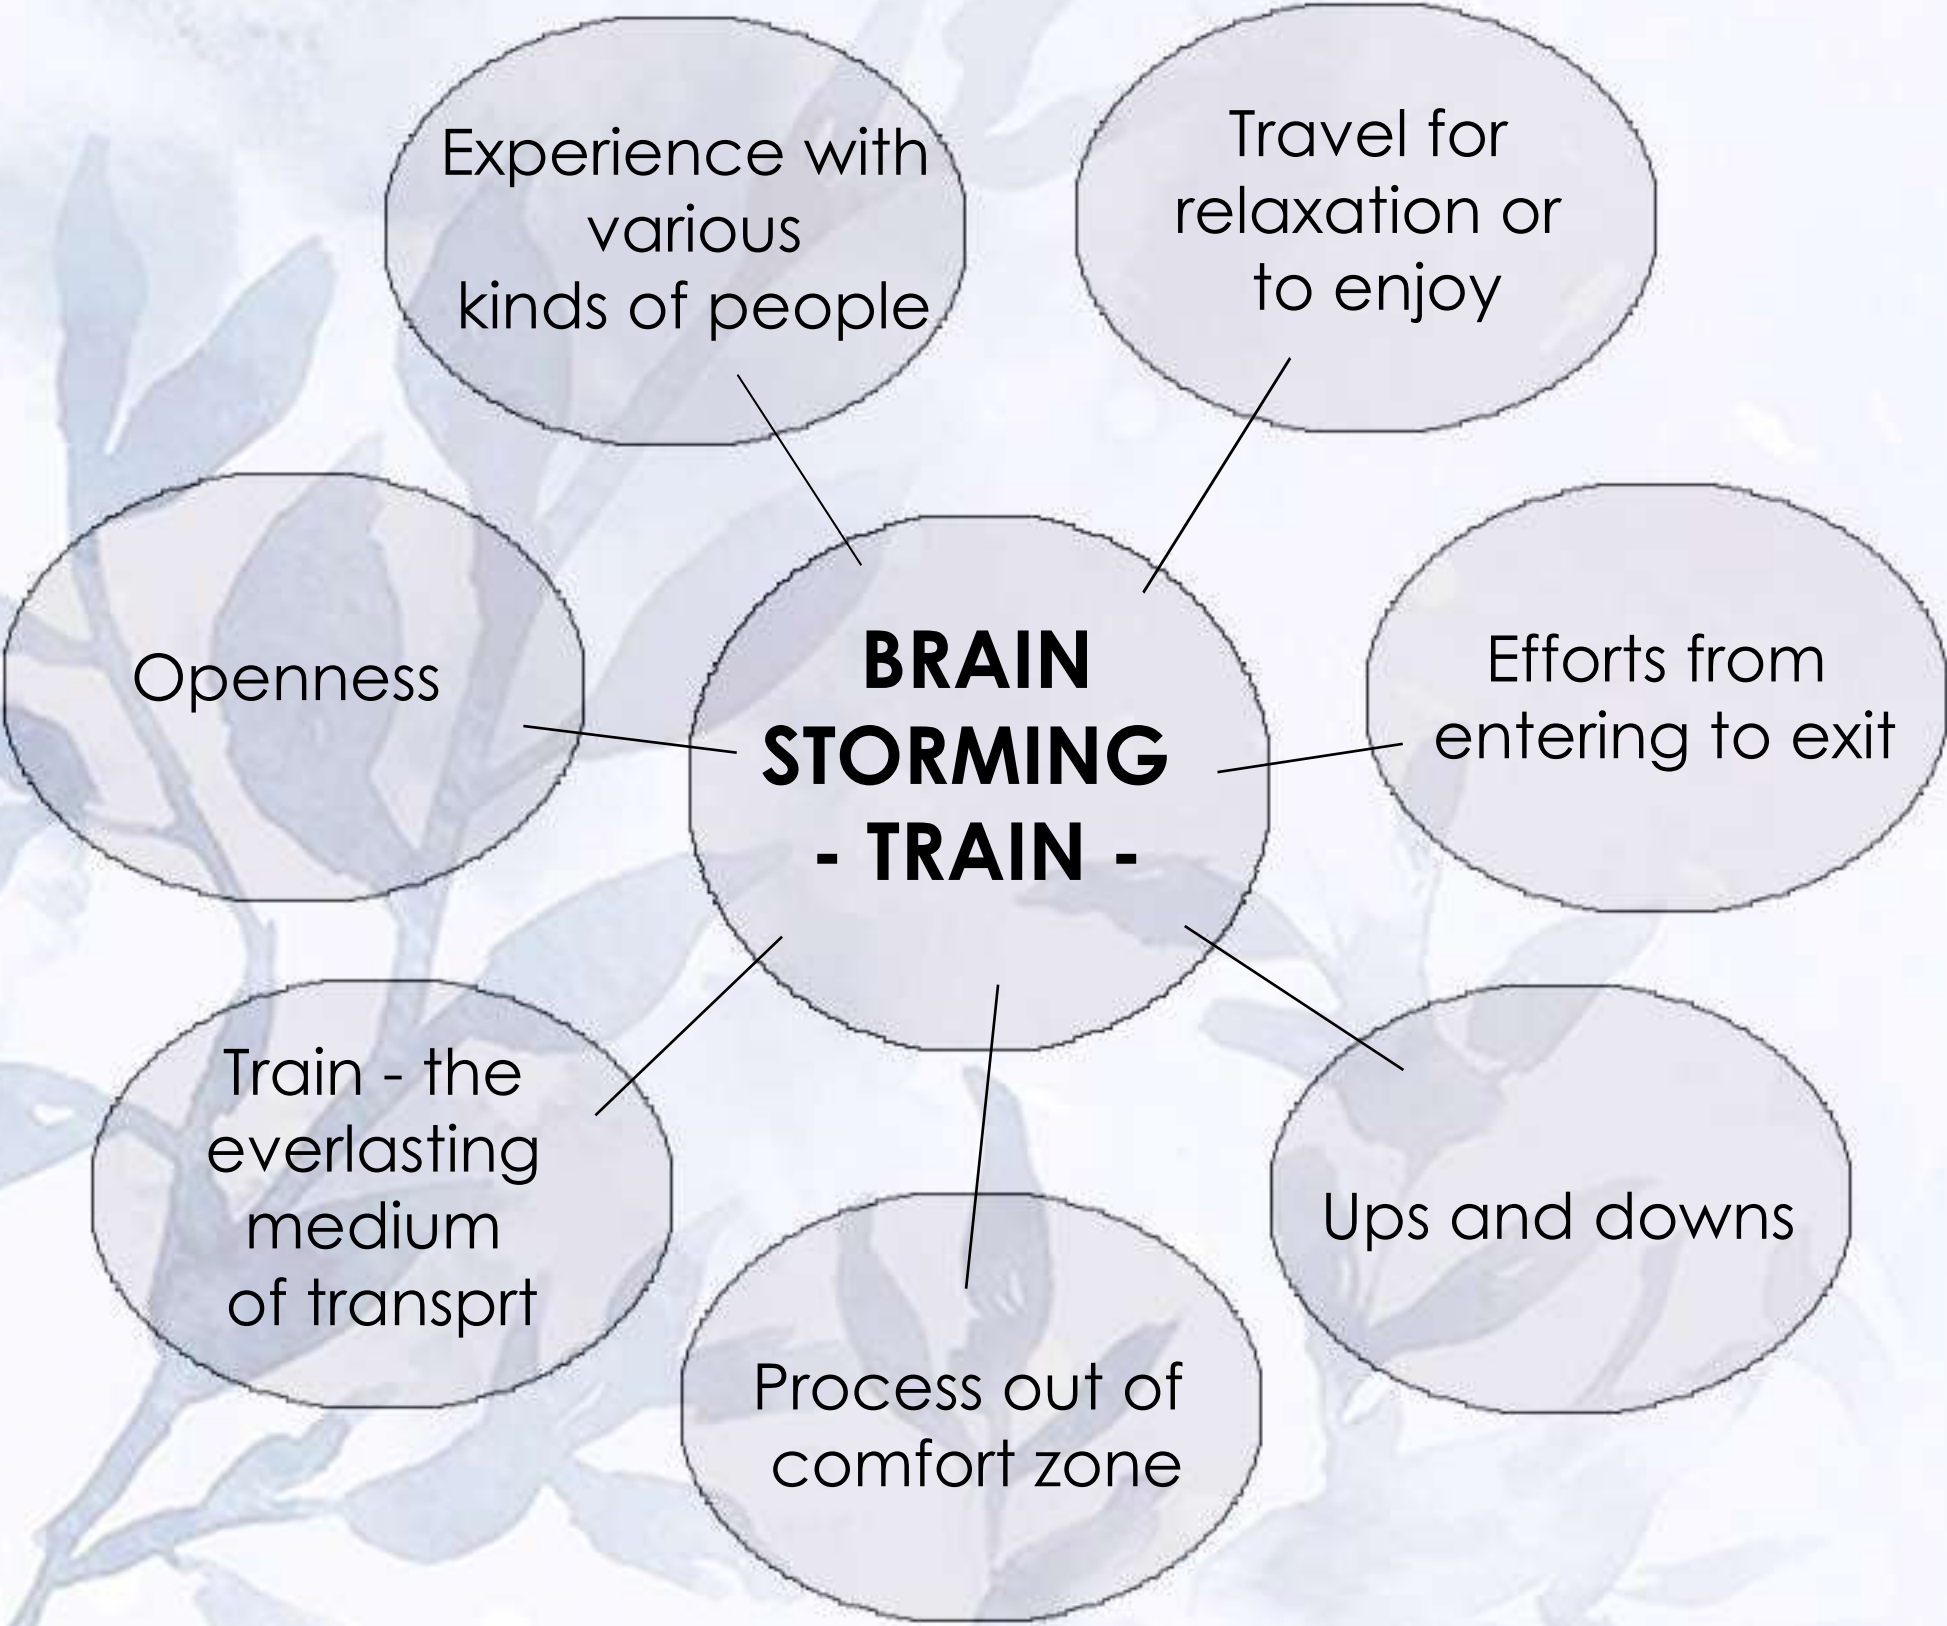 Experience with
various
kinds of people
Travel for
relaxation or
to enjoy
Openness
BRAIN
STORMING
- TRAIN -
Efforts from
entering to exit
Train - the
everlasting
medium
of transprt
Process out of
comfort zone
Ups and downs